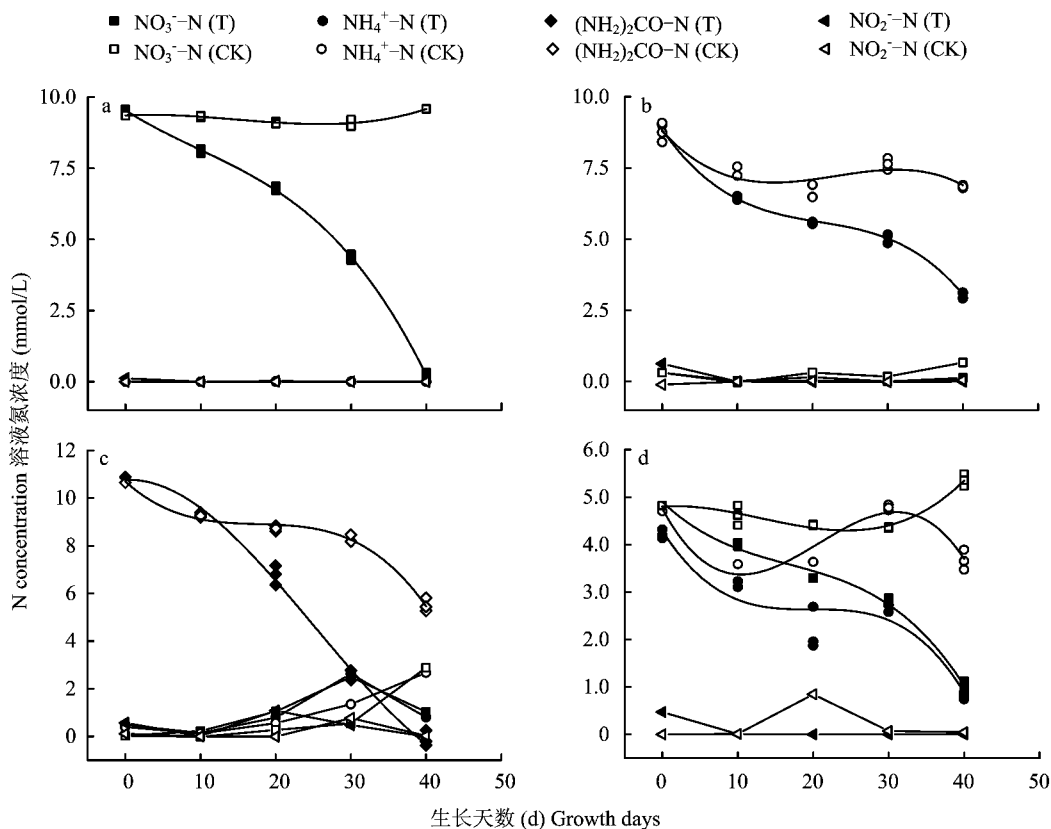 NO₃⁻−N (T) NH₄⁺−N (T) (NH₂)₂CO−N (T) NO₂⁻−N (T)
NO₃⁻−N (CK) NH₄⁺−N (CK) (NH₂)₂CO−N (CK) NO₂⁻−N (CK)
a
10.0
7.5
5.0
2.5
0.0
b
10.0
7.5
5.0
2.5
0.0
c
12
10
8
6
4
2
0
0 10 20 30 40 50
d
6.0
5.0
4.0
3.0
2.0
1.0
0
0 10 20 30 40 50
N concentration 溶液氮浓度 (mmol/L)
生长天数 (d) Growth days